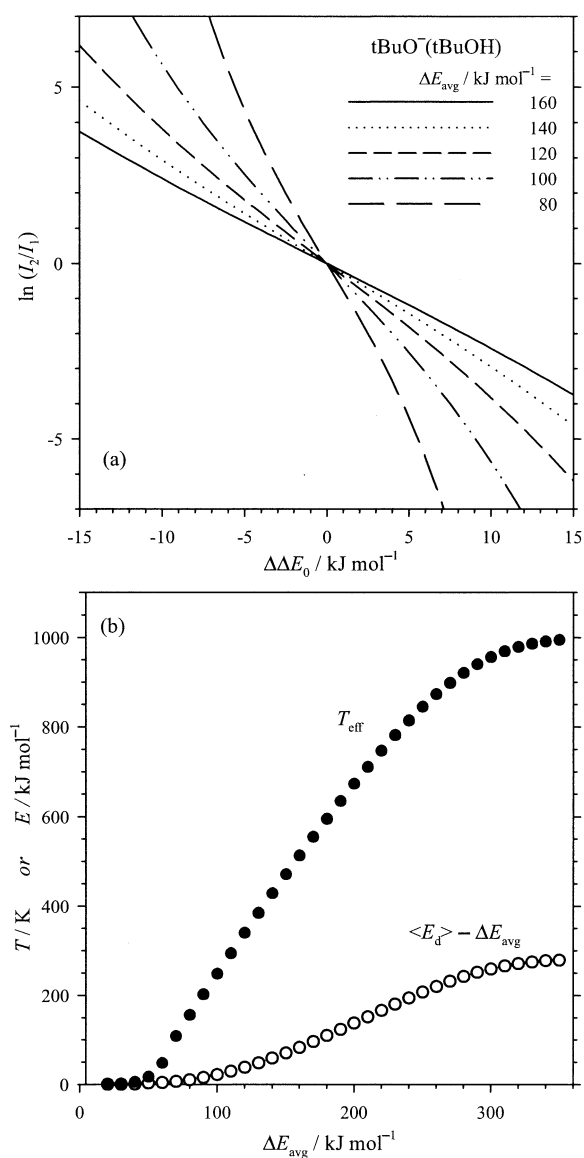 tBuO⁻(tBuOH)
ΔE_avg / kJ mol⁻¹ =
160
140
120
100
80
5
0
-5
ln (I₂/I₁)
(a)
-15 -10 -5 0 5 10 15
ΔΔE₀ / kJ mol⁻¹
(b)
1000
800
600
400
200
0
T / K or E / kJ mol⁻¹
T_eff
<E_d> – ΔE_avg
0 100 200 300
ΔE_avg / kJ mol⁻¹